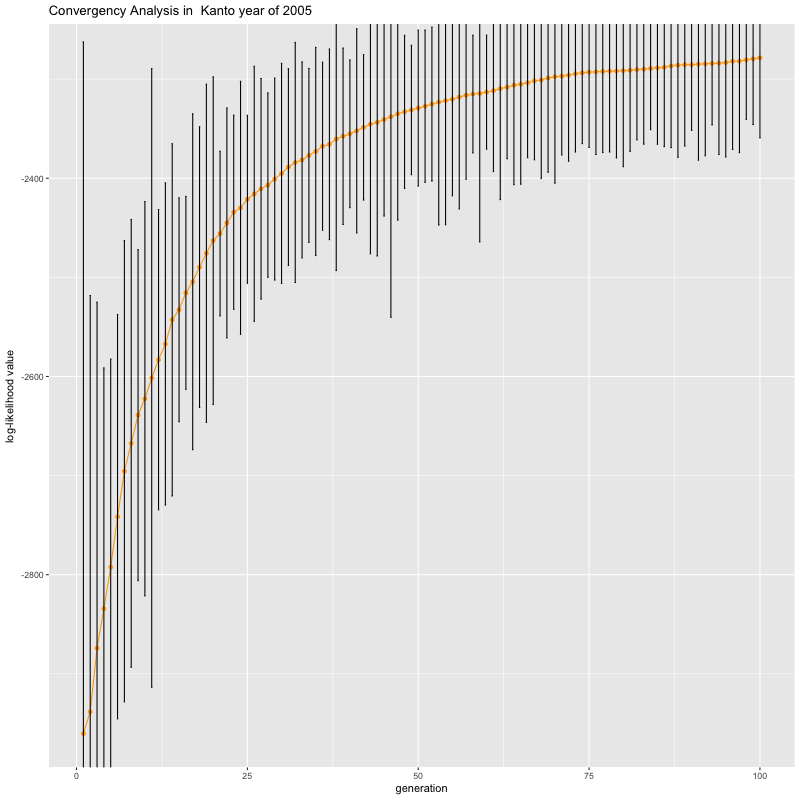 Convergency Analysis in  Kanto year of 2005
log-likelihood value
-2400
-2600
-2800
0 25 50 75 100
generation